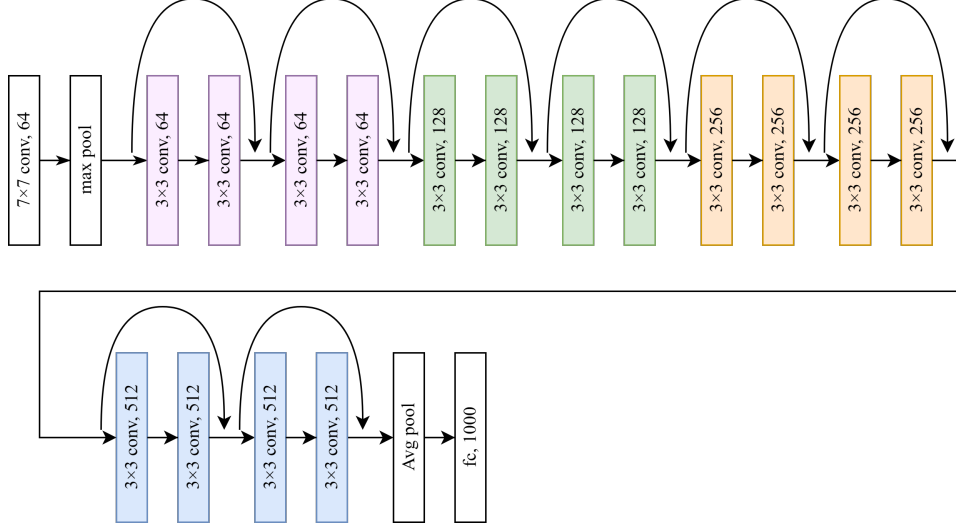 7×7 conv, 64
max pool
3×3 conv, 64
3×3 conv, 64
3×3 conv, 64
3×3 conv, 64
3×3 conv, 128
3×3 conv, 128
3×3 conv, 128
3×3 conv, 128
3×3 conv, 256
3×3 conv, 256
3×3 conv, 256
3×3 conv, 256
3×3 conv, 512
3×3 conv, 512
3×3 conv, 512
3×3 conv, 512
Avg pool
fc, 1000